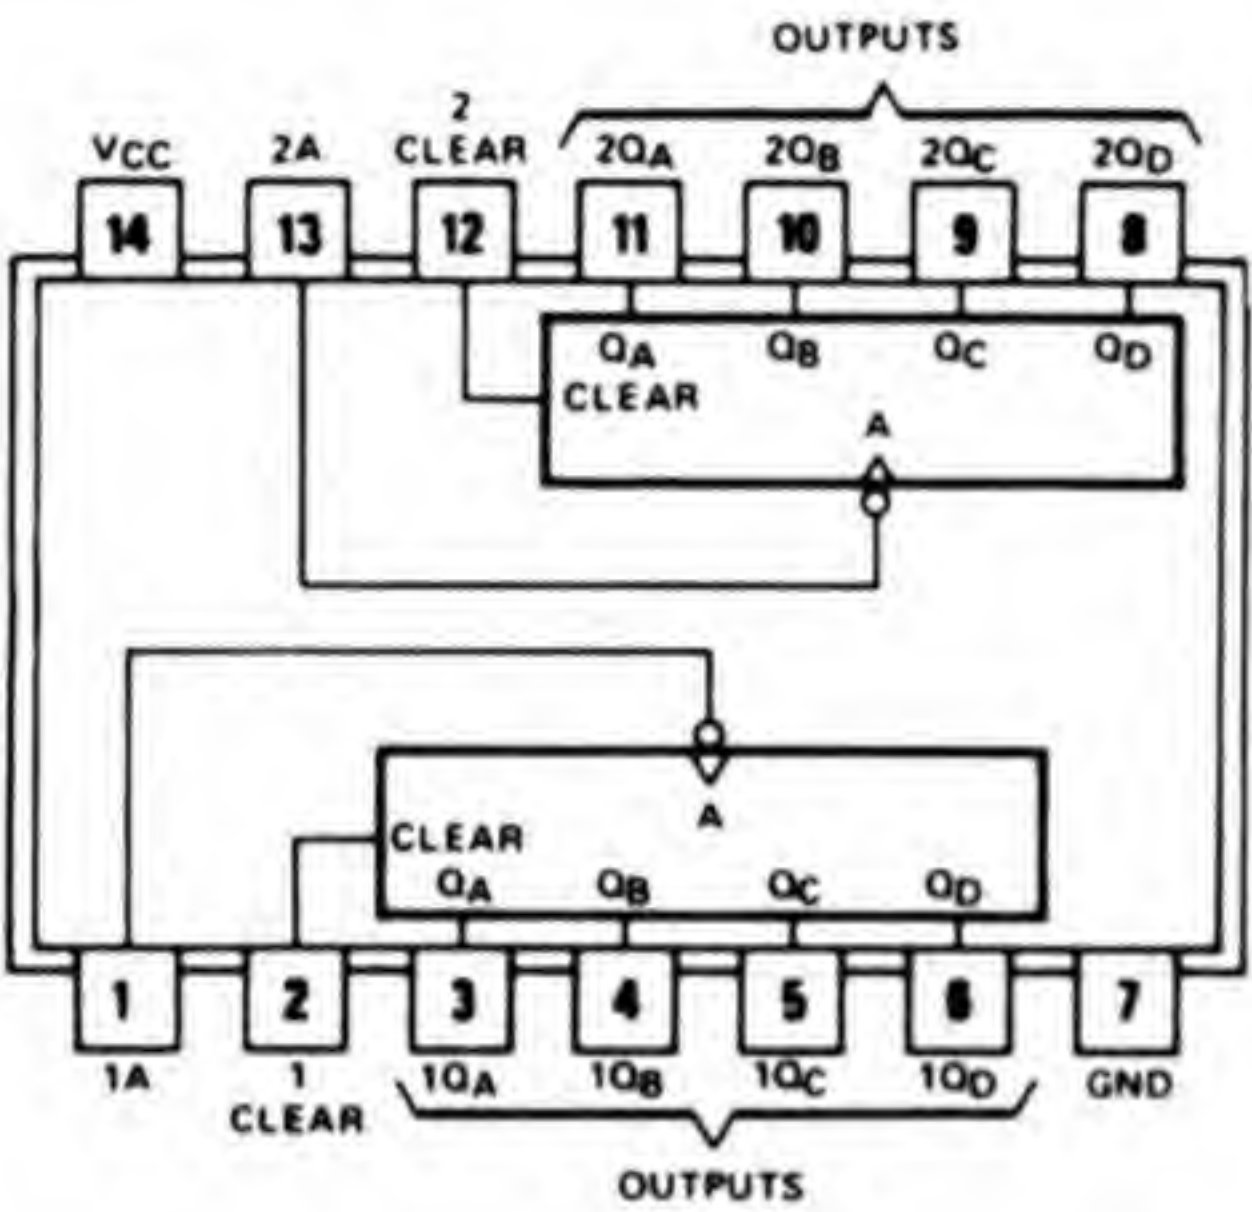 OUTPUTS
2
VCC 2A CLEAR 2QA 2QB 2QC 2QD
14 13 12 11 10 9 8
QA QB QC QD
CLEAR
A
A
CLEAR
QA QB QC QD
1 2 3 4 5 6 7
1A 1 1QA 1QB 1QC 1QD GND
CLEAR
OUTPUTS